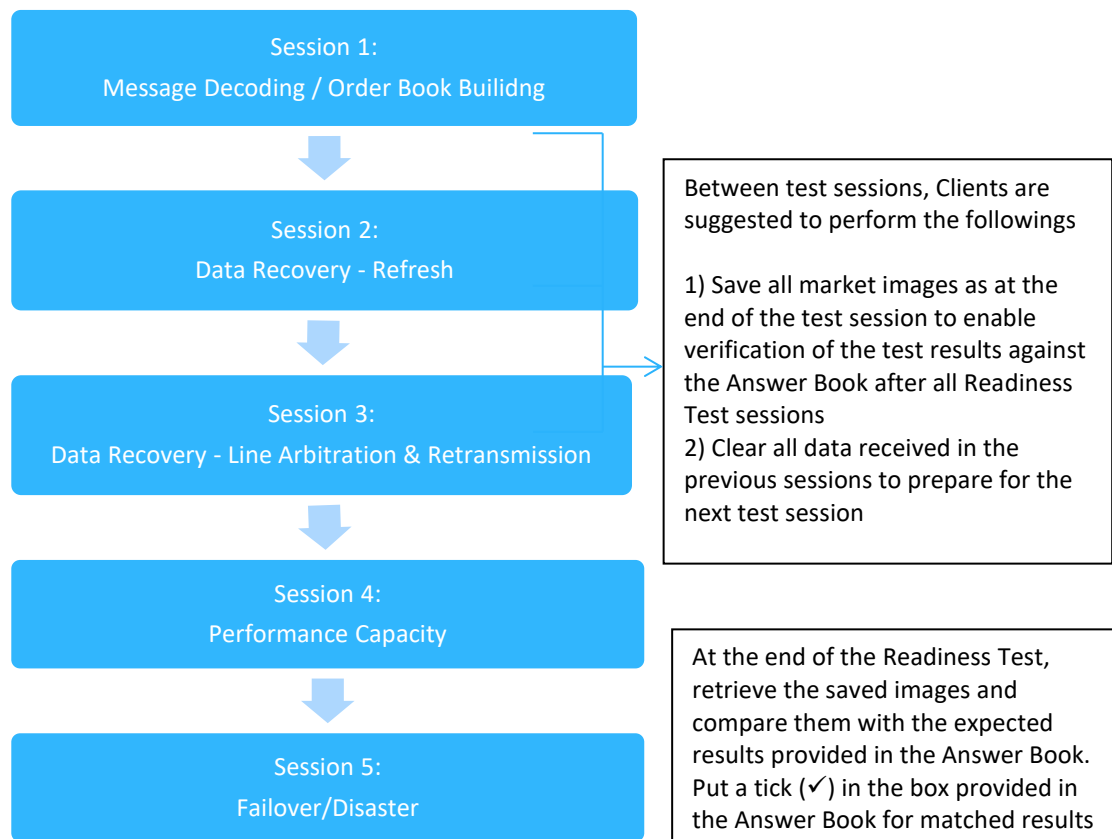 Session 1:
Message Decoding / Order Book Builidng
Session 2:
Data Recovery - Refresh
Session 3:
Data Recovery - Line Arbitration & Retransmission
Session 4:
Performance Capacity
Session 5:
Failover/Disaster
Between test sessions, Clients are
suggested to perform the followings
1) Save all market images as at the
end of the test session to enable
verification of the test results against
the Answer Book after all Readiness
Test sessions
2) Clear all data received in the
previous sessions to prepare for the
next test session
At the end of the Readiness Test,
retrieve the saved images and
compare them with the expected
results provided in the Answer Book.
Put a tick (✓) in the box provided in
the Answer Book for matched results